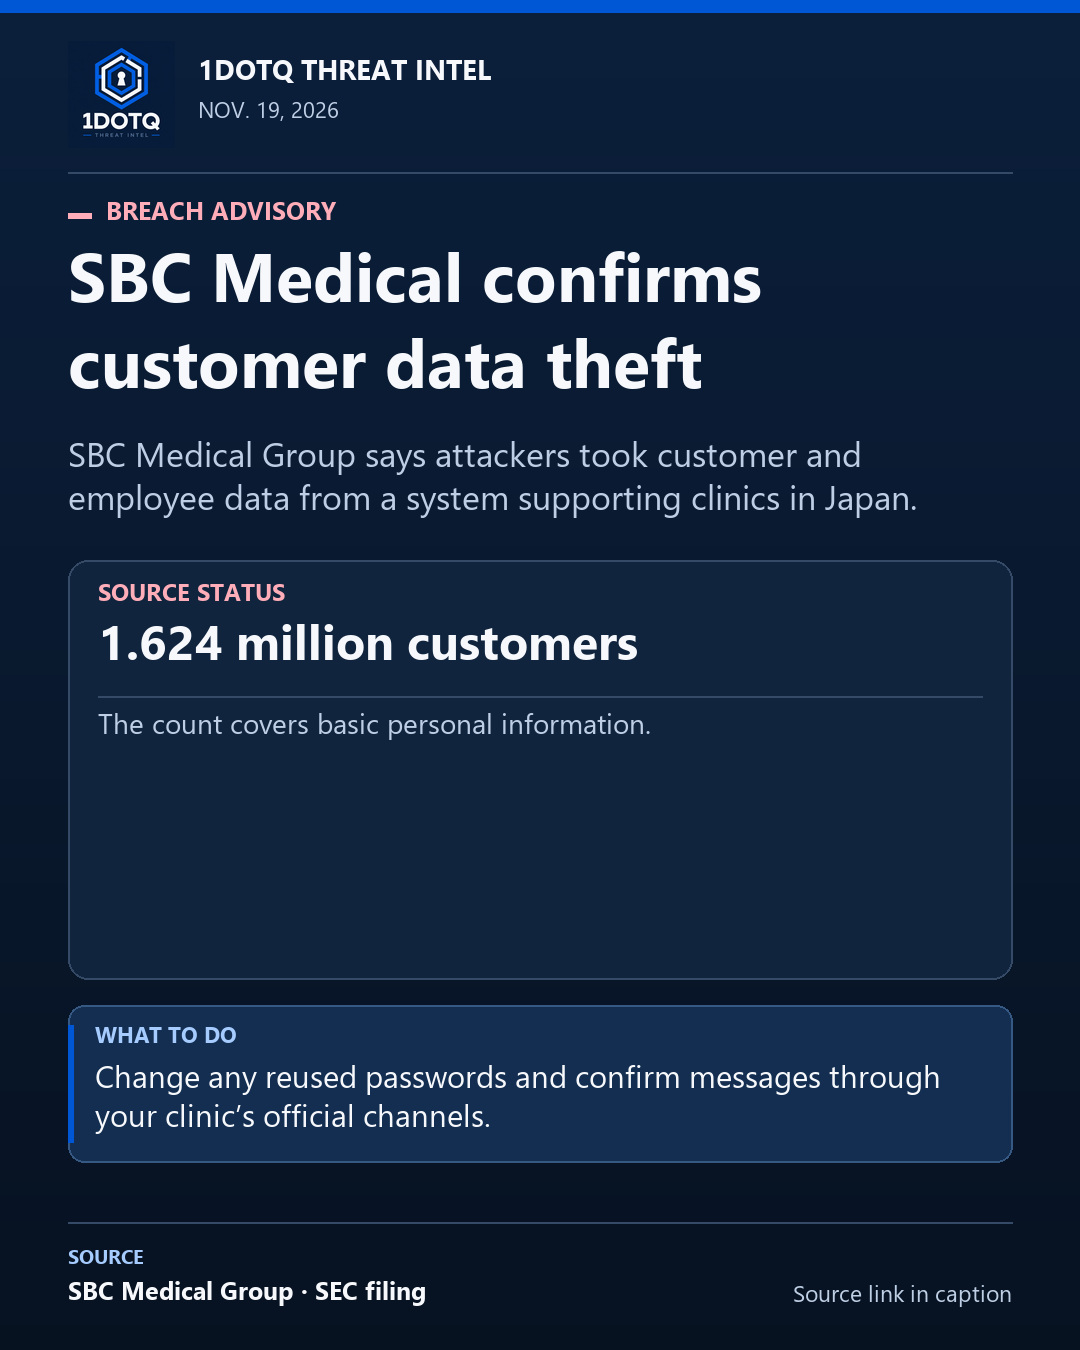 1DOTQ
THREAT INTEL
1DOTQ THREAT INTEL
NOV. 19, 2026
BREACH ADVISORY
SBC Medical confirms
customer data theft
SBC Medical Group says attackers took customer and
employee data from a system supporting clinics in Japan.
SOURCE STATUS
1.624 million customers
The count covers basic personal information.
WHAT TO DO
Change any reused passwords and confirm messages through
your clinic’s official channels.
SOURCE
SBC Medical Group · SEC filing
Source link in caption